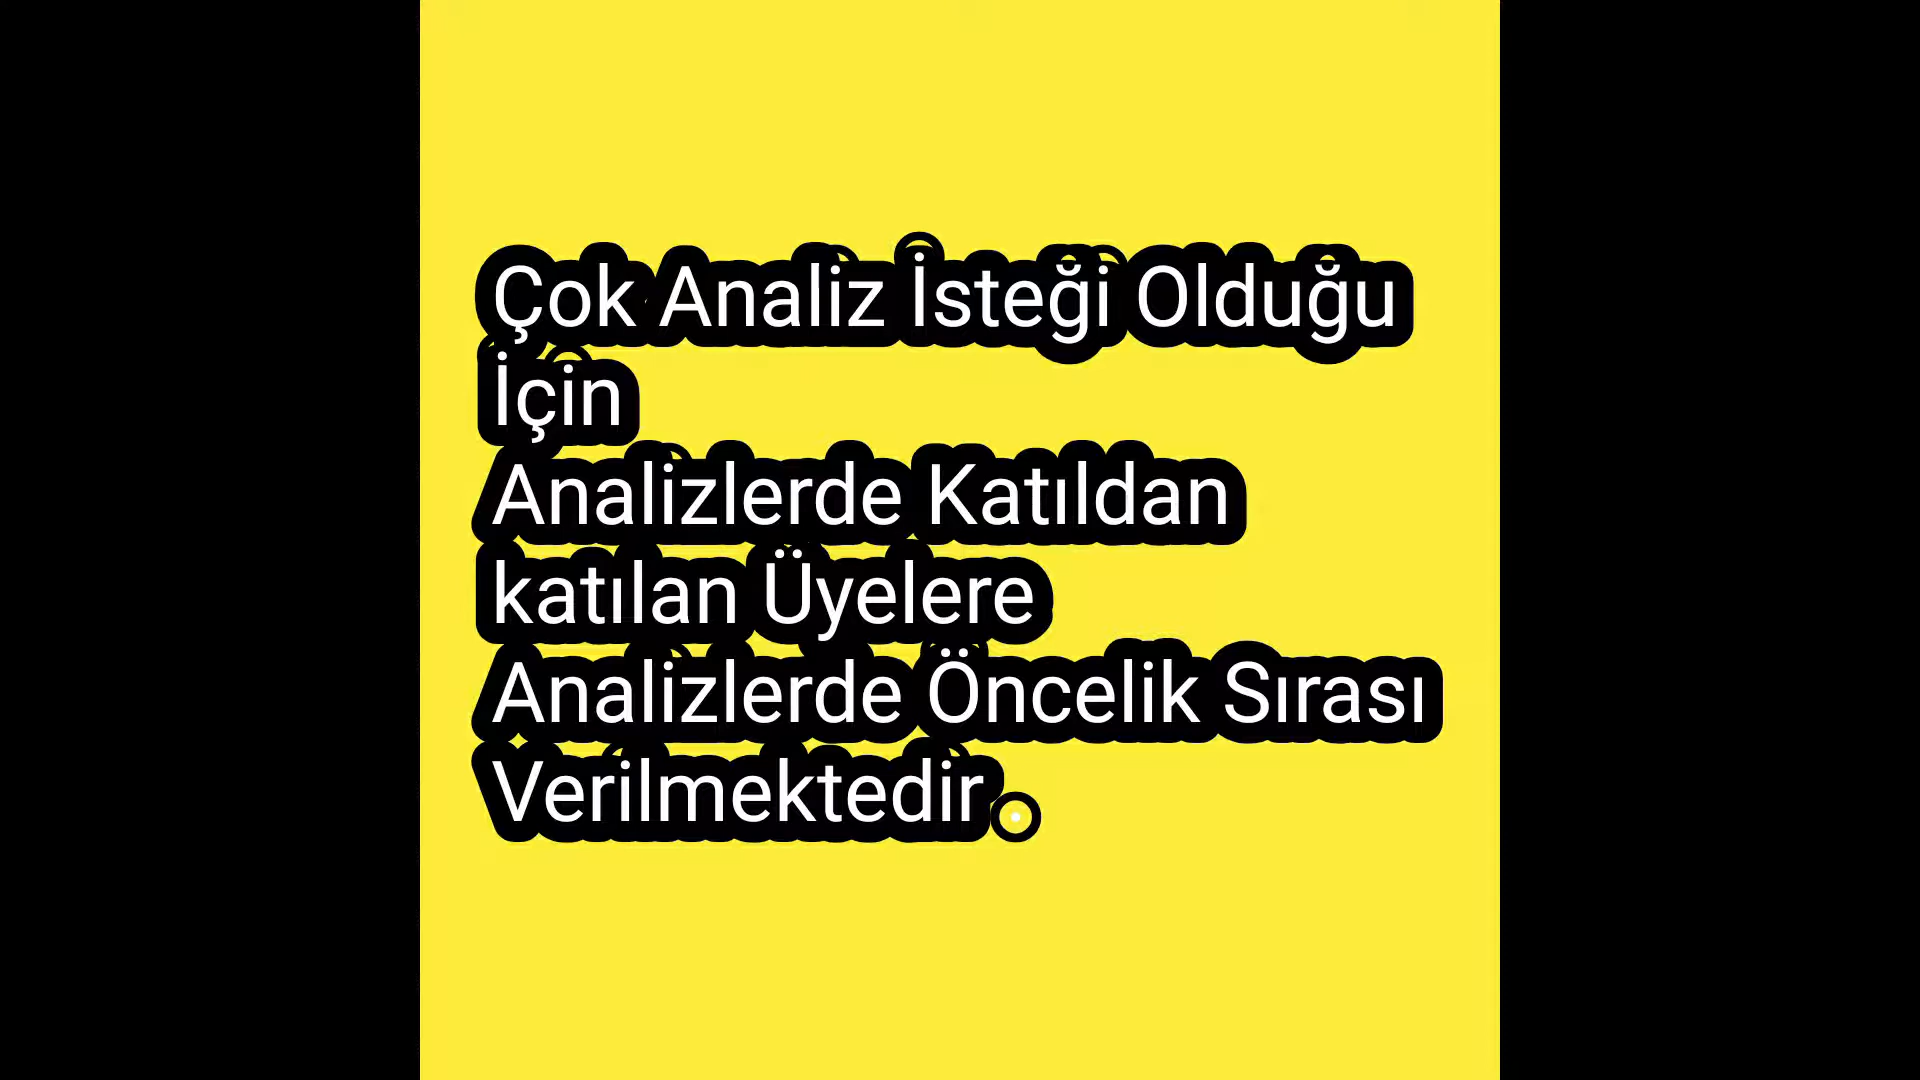 Çok Analiz İsteği Olduğu
İçin
Analizlerde Katıldan
katılan Üyelere
Analizlerde Öncelik Sırası
Verilmektedir.